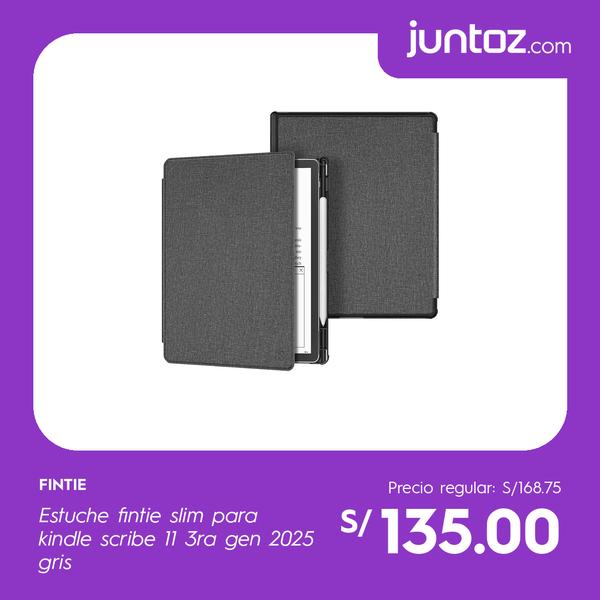 juntoz.com
FINTIE
Estuche fintie slim para
kindle scribe 11 3ra gen 2025
gris
Precio regular: S/168.75
S/135.00